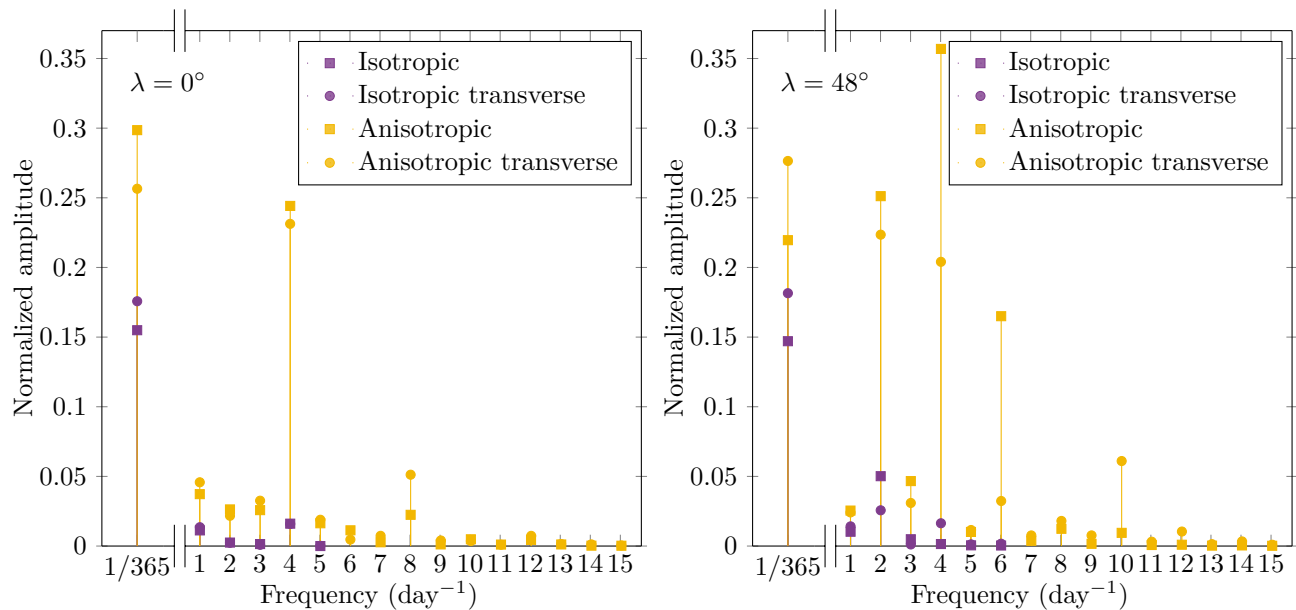 λ = 0°
Isotropic
Isotropic transverse
Anisotropic
Anisotropic transverse
Normalized amplitude
0.35
0.3
0.25
0.2
0.15
0.1
0.05
0
1/365 1 2 3 4 5 6 7 8 9 10 11 12 13 14 15
Frequency (day⁻¹)
λ = 48°
Isotropic
Isotropic transverse
Anisotropic
Anisotropic transverse
Normalized amplitude
0.35
0.3
0.25
0.2
0.15
0.1
0.05
0
1/365 1 2 3 4 5 6 7 8 9 10 11 12 13 14 15
Frequency (day⁻¹)